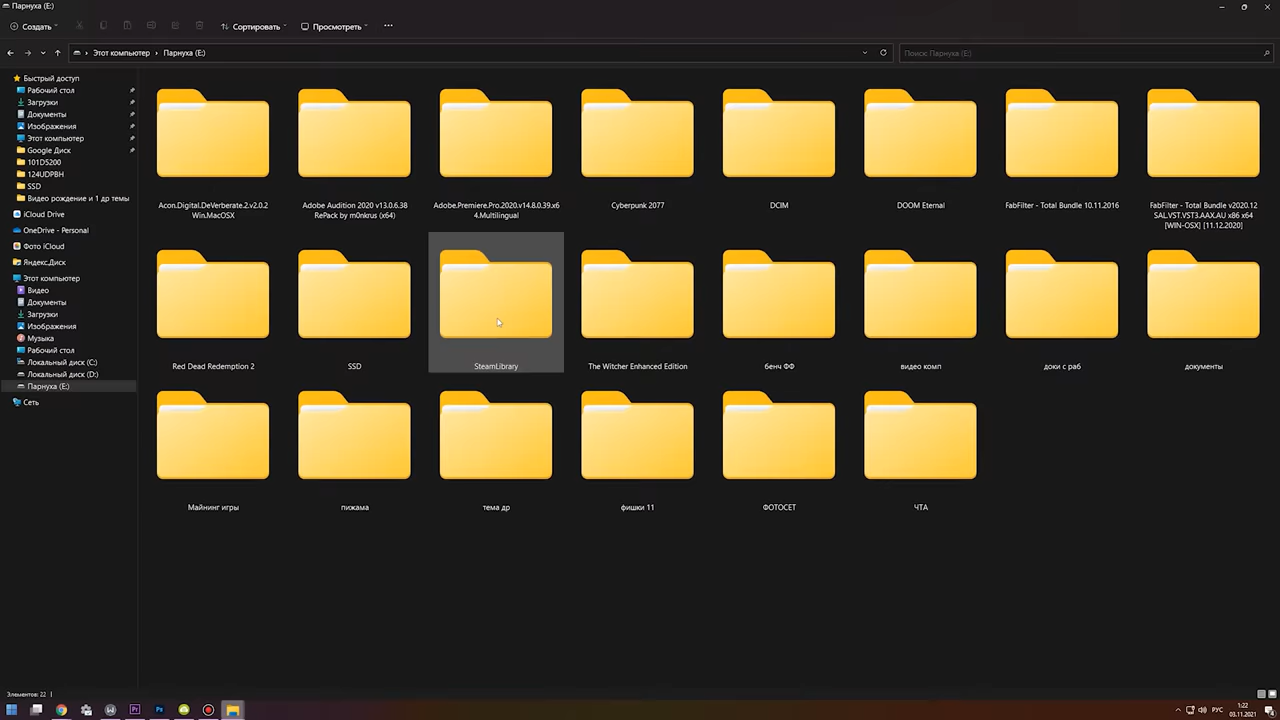 Парнуха (E:)
Создать
Сортировать
Просмотреть
Этот компьютер > Парнуха (E:)
Поиск: Парнуха (E:)
Быстрый доступ
Рабочий стол
Загрузки
Документы
Изображения
Этот компьютер
Google Диск
101D5200
124UDPBH
SSD
Видео рождение и 1 др темы
iCloud Drive
OneDrive - Personal
Фото iCloud
Яндекс.Диск
Этот компьютер
Видео
Документы
Загрузки
Изображения
Музыка
Рабочий стол
Локальный диск (C:)
Локальный диск (D:)
Парнуха (E:)
Сеть
Acon.Digital.DeVerberate.2.v2.0.2
Win.MacOSX
Adobe Audition 2020 v13.0.6.38
RePack by m0nkrus (x64)
Adobe.Premiere.Pro.2020.v14.8.0.39.x6
4.Multilingual
Cyberpunk 2077
DCIM
DOOM Eternal
FabFilter - Total Bundle 10.11.2016
FabFilter - Total Bundle v2020.12
SAL.VST.VST3.AAX.AU x86 x64
[WIN-OSX] [11.12.2020]
Red Dead Redemption 2
SSD
SteamLibrary
The Witcher Enhanced Edition
бенч ФФ
видео комп
доки с раб
документы
Майнинг игры
пижама
тема др
фишки 11
ФОТОСЕТ
ЧТА
Элементов: 22
РУС
1:22
03.11.2021